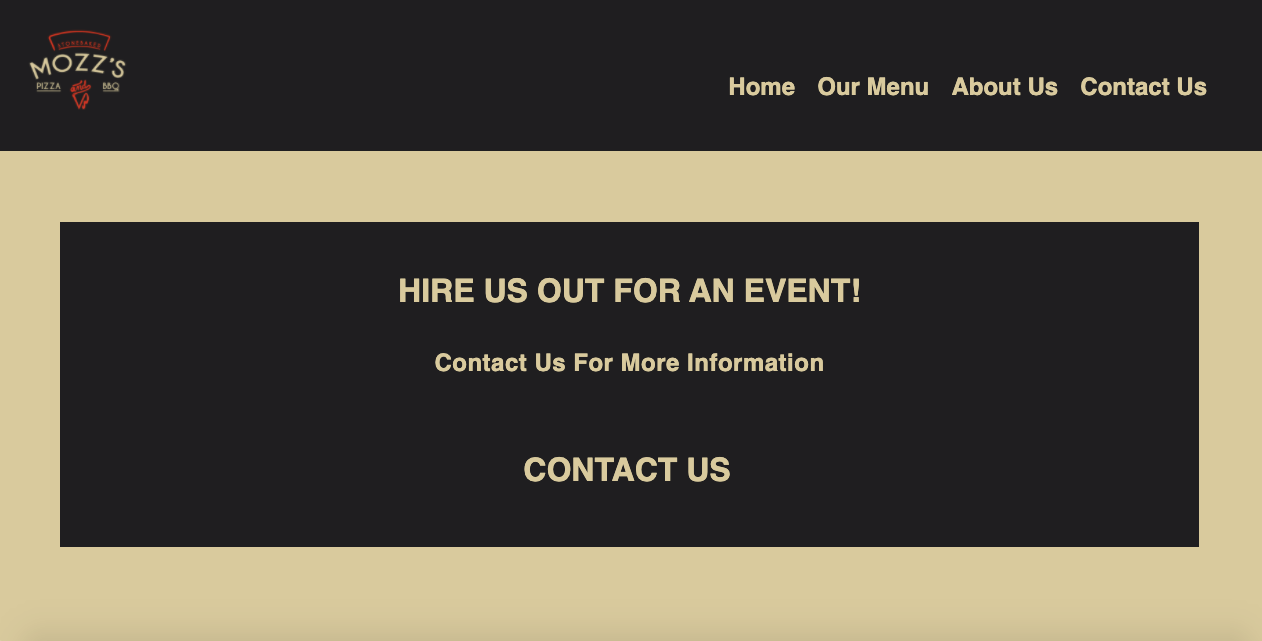 STONEBAKED
MOZZ'S
PIZZA and BBQ
Home Our Menu About Us Contact Us
HIRE US OUT FOR AN EVENT!
Contact Us For More Information
CONTACT US